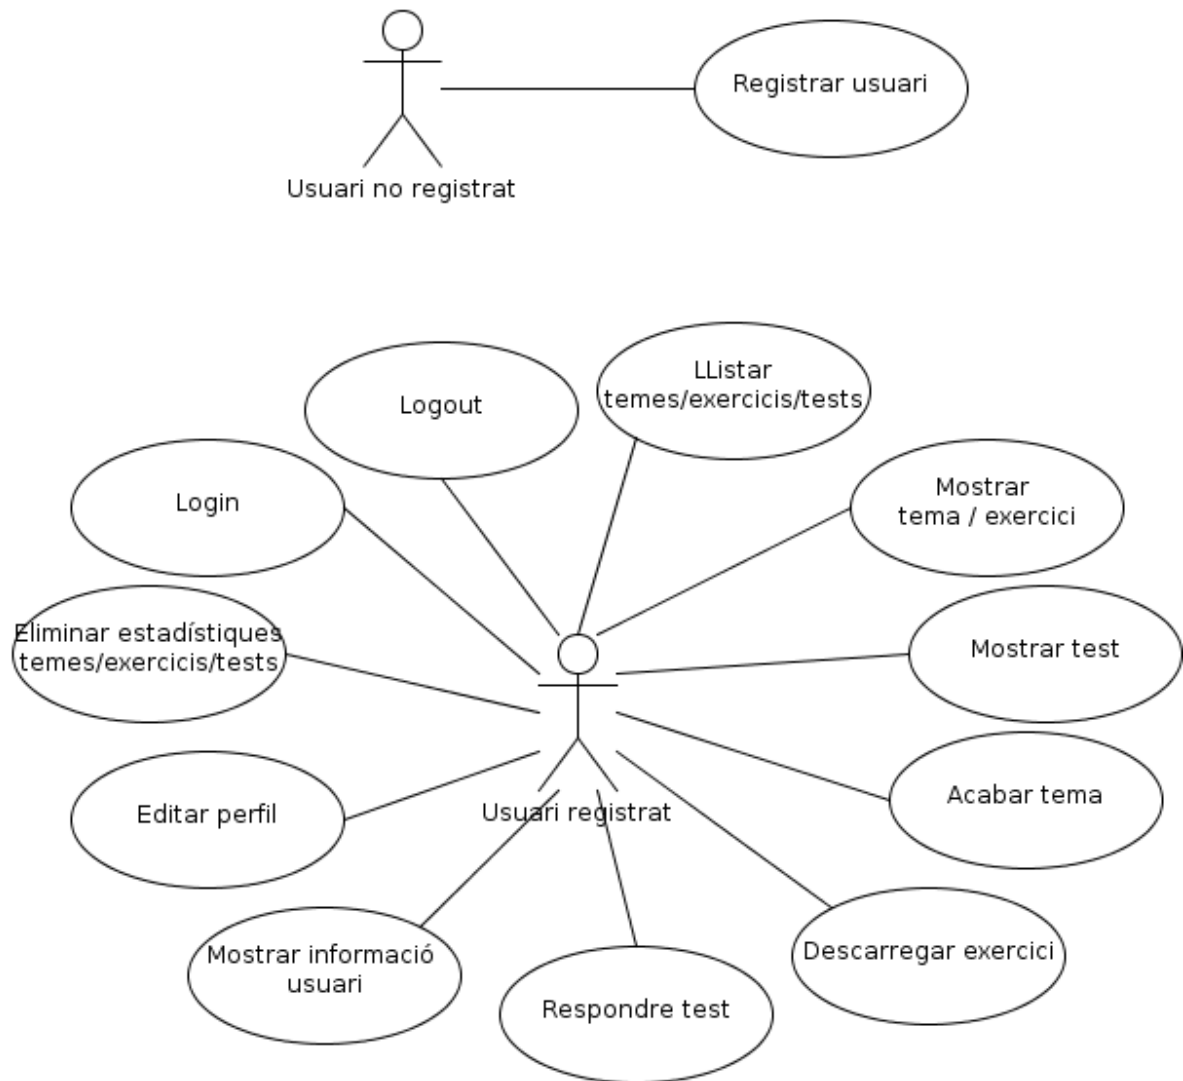 Registrar usuari
Usuari no registrat
LListar
temes/exercicis/tests
Logout
Mostrar
tema / exercici
Login
Eliminar estadístiques
temes/exercicis/tests
Mostrar test
Acabar tema
Usuari registrat
Editar perfil
Descarregar exercici
Mostrar informació
usuari
Respondre test